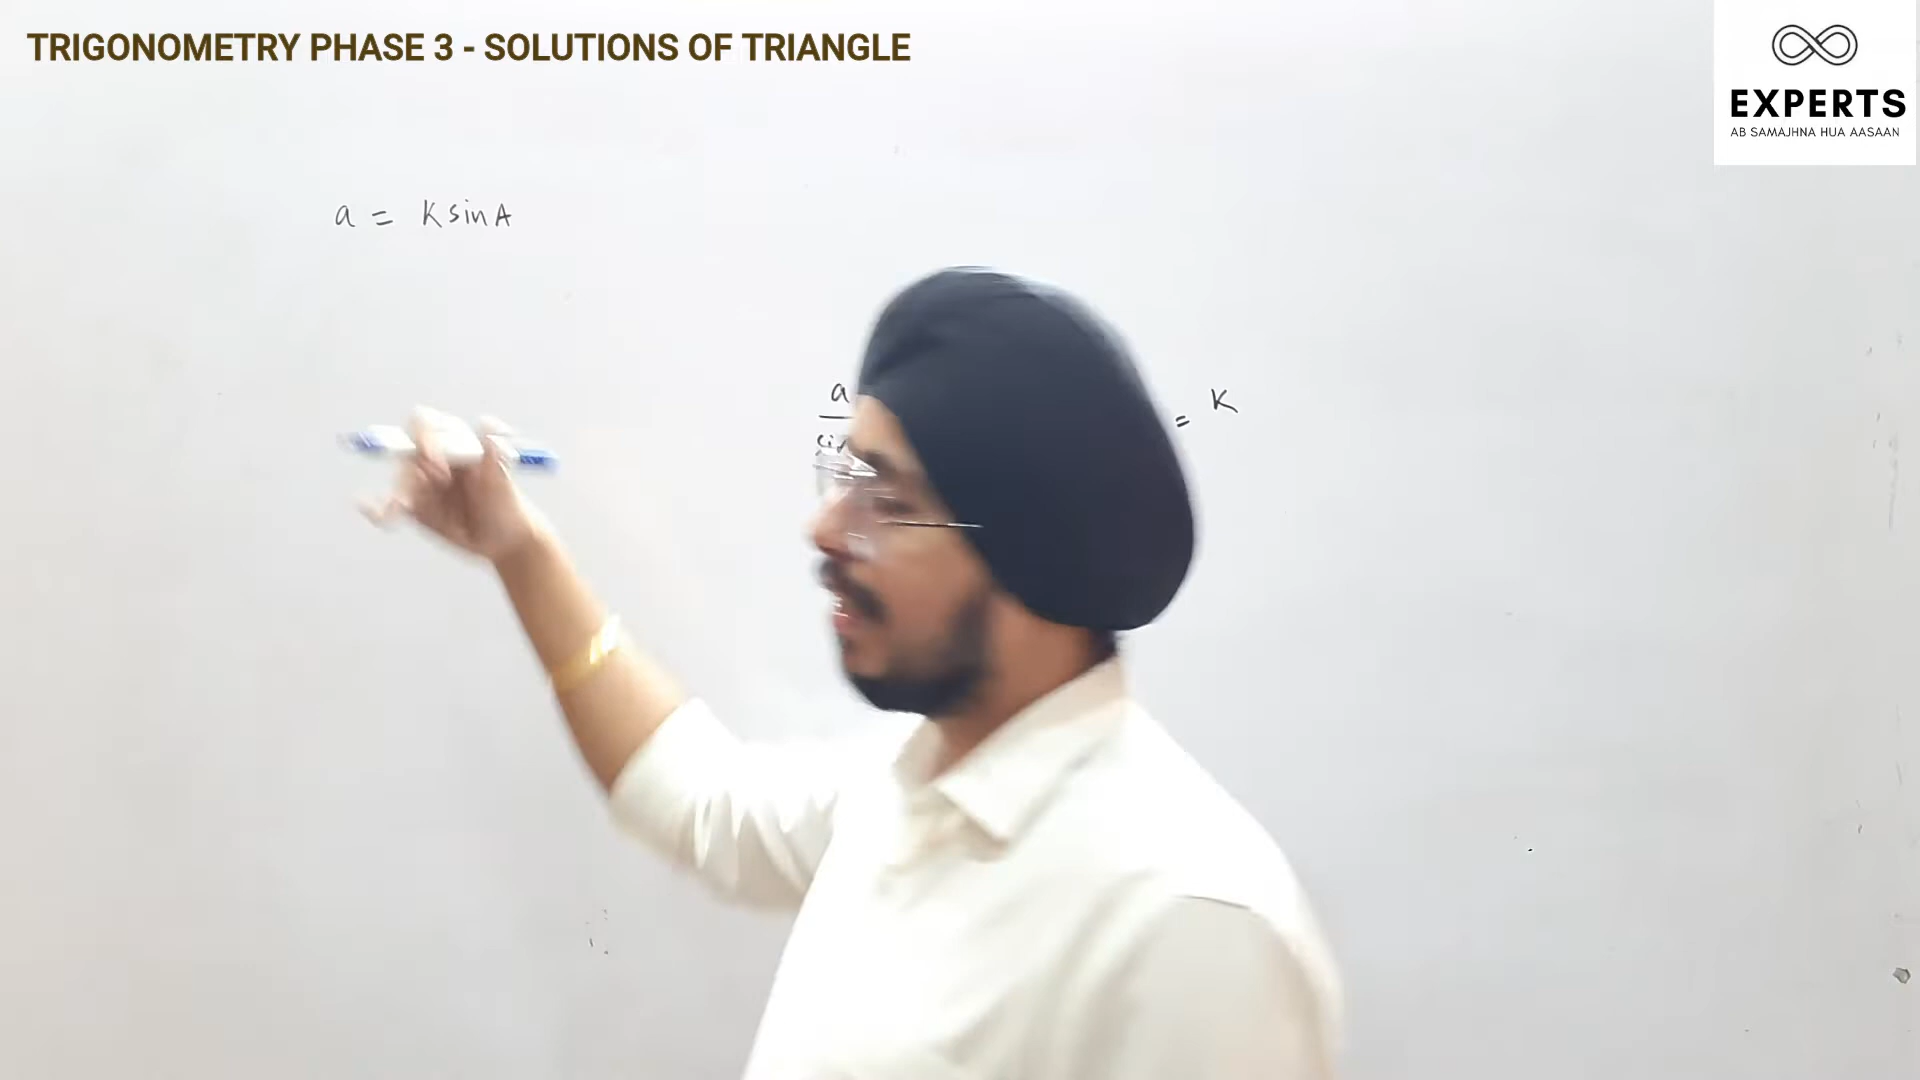 TRIGONOMETRY PHASE 3 - SOLUTIONS OF TRIANGLE
EXPERTS
AB SAMAJHNA HUA AASAAN
a = K sin A
a = K